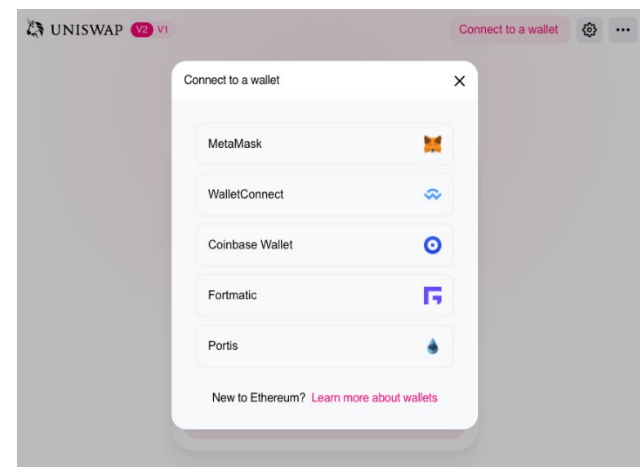 UNISWAP V2 V1 Connect to a wallet
Connect to a wallet
MetaMask
WalletConnect
Coinbase Wallet
Fortmatic
Portis
New to Ethereum? Learn more about wallets